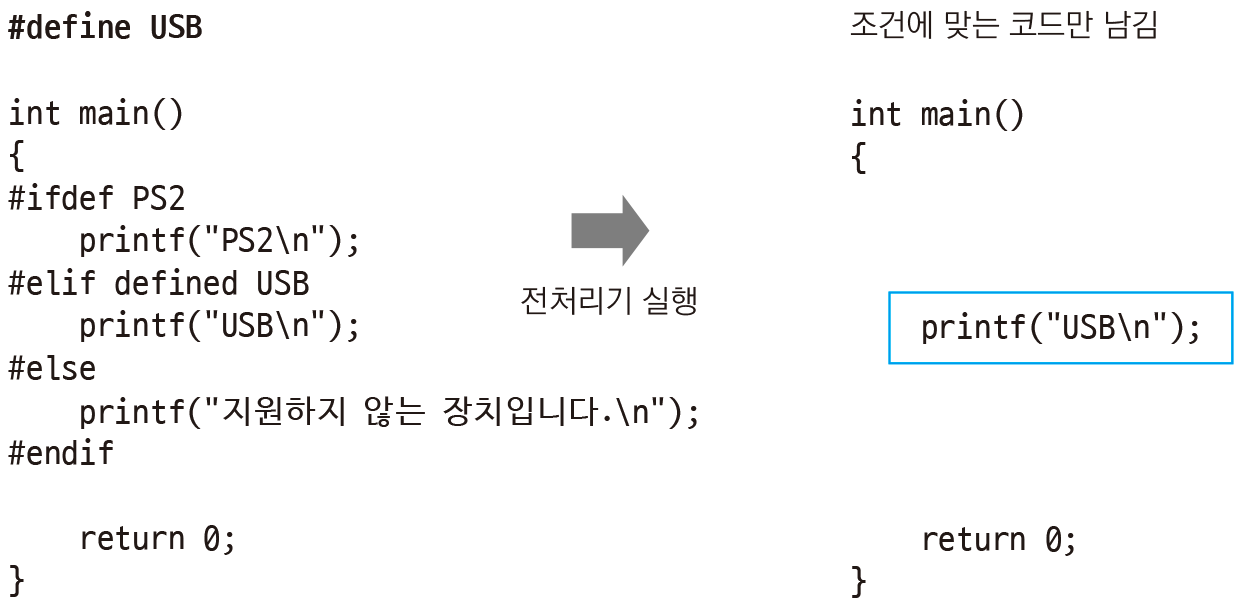 #define USB

int main()
{
#ifdef PS2
    printf("PS2\n");
#elif defined USB
    printf("USB\n");
#else
    printf("지원하지 않는 장치입니다.\n");
#endif

    return 0;
}
전처리기 실행
조건에 맞는 코드만 남김

int main()
{
    printf("USB\n");

    return 0;
}